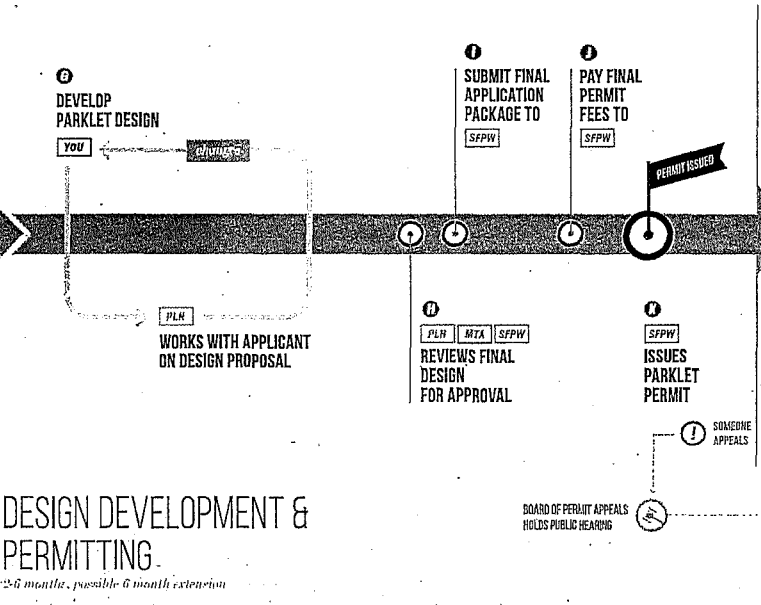 G
DEVELOP
PARKLET DESIGN
YOU
PLN
WORKS WITH APPLICANT
ON DESIGN PROPOSAL
H
PLN MTA SFPW
REVIEWS FINAL
DESIGN
FOR APPROVAL
I
SUBMIT FINAL
APPLICATION
PACKAGE TO
SFPW
J
PAY FINAL
PERMIT
FEES TO
SFPW
PERMIT ISSUED
K
SFPW
ISSUES
PARKLET
PERMIT
!
SOMEONE
APPEALS
BOARD OF PERMIT APPEALS
HOLDS PUBLIC HEARING
DESIGN DEVELOPMENT &
PERMITTING
2-6 months, possible 6 month extension